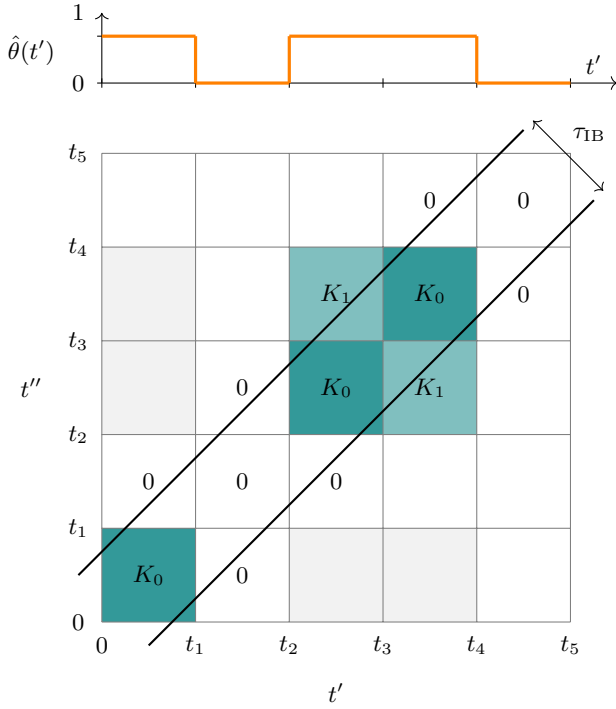 1
θ̂(t′)
t′
0
τ_IB
t₅
0 0
t₄
K₁ K₀ 0
t₃
t″
0 K₀ K₁
t₂
0 0 0
t₁
K₀ 0
0
0 t₁ t₂ t₃ t₄ t₅
t′